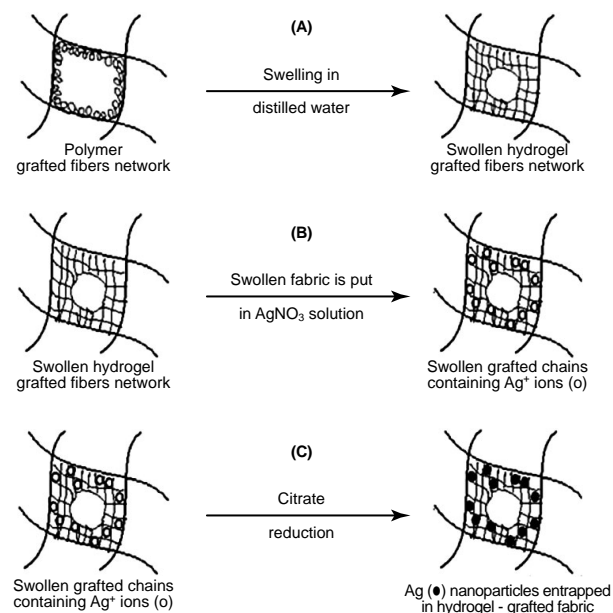 (A)
Swelling in
distilled water
Polymer
grafted fibers network
Swollen hydrogel
grafted fibers network
(B)
Swollen fabric is put
in AgNO₃ solution
Swollen hydrogel
grafted fibers network
Swollen grafted chains
containing Ag⁺ ions (o)
(C)
Citrate
reduction
Swollen grafted chains
containing Ag⁺ ions (o)
Ag (●) nanoparticles entrapped
in hydrogel - grafted fabric